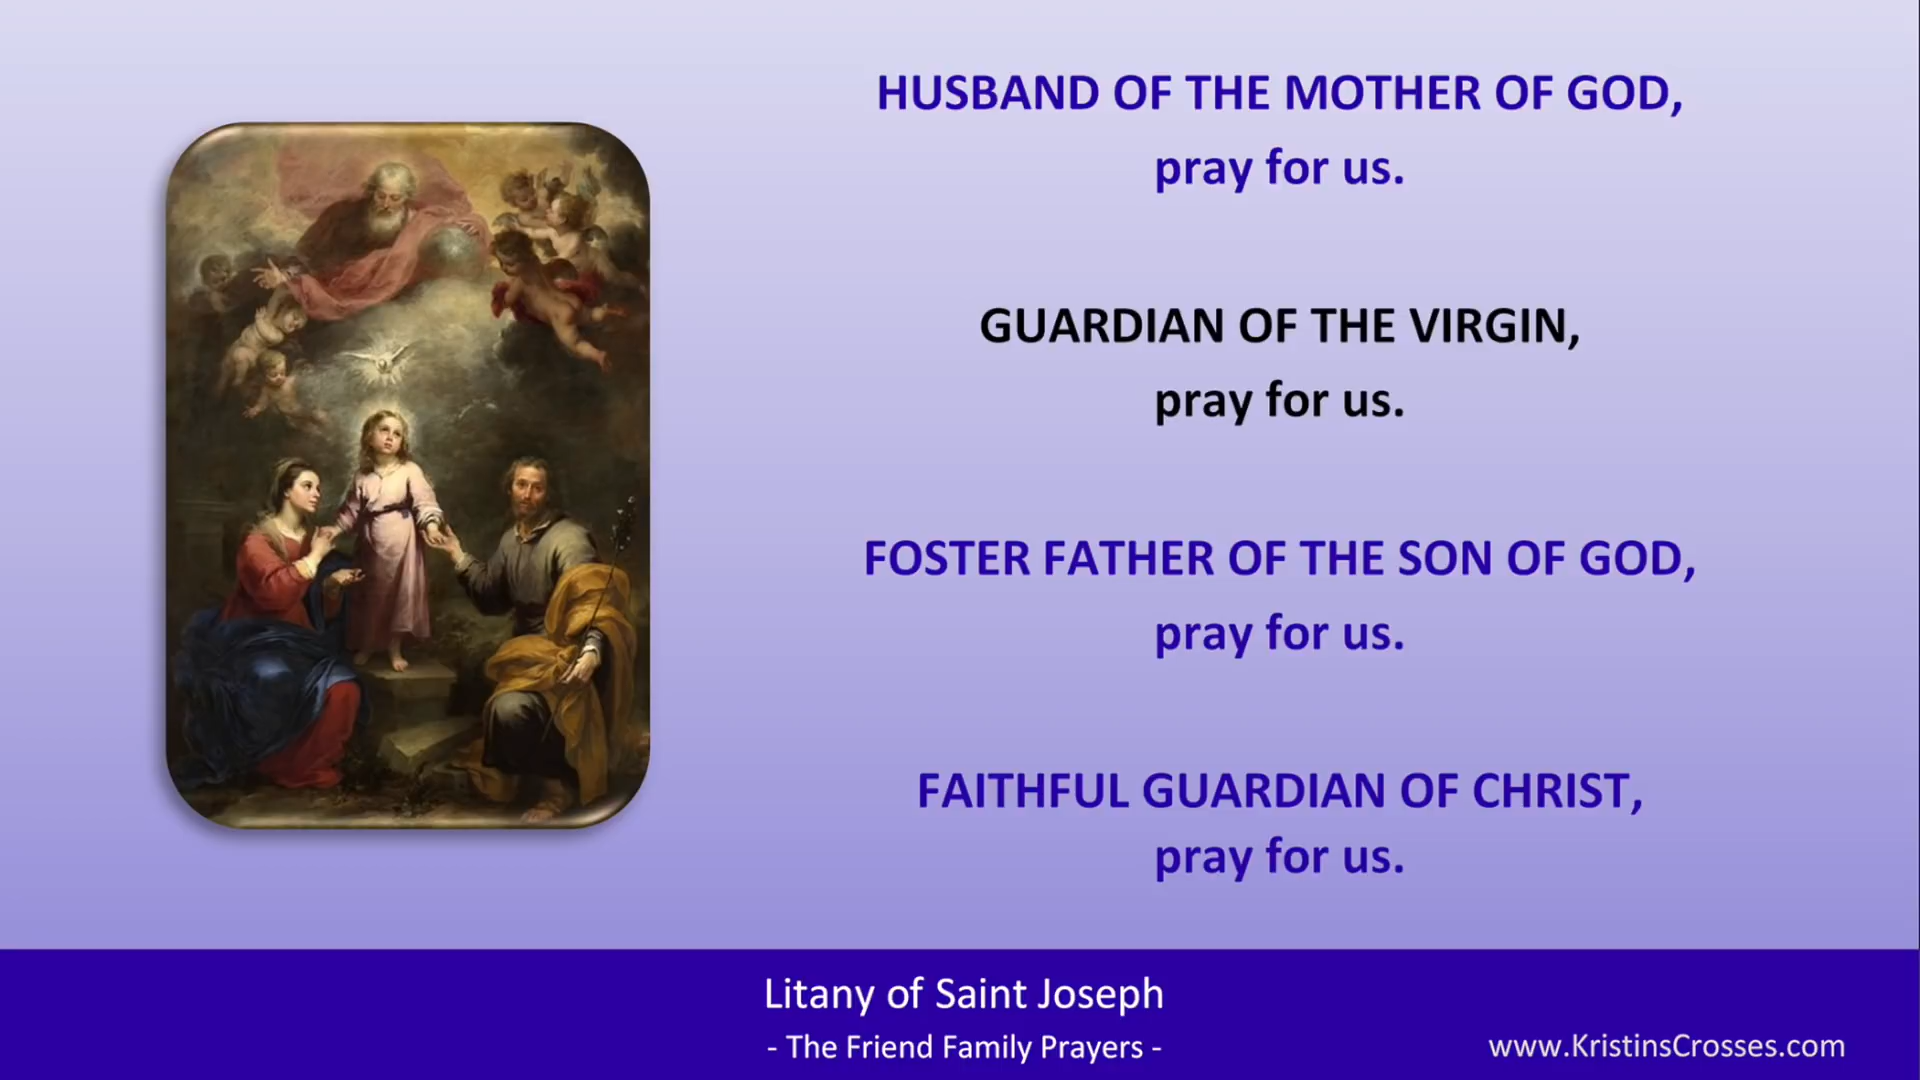 HUSBAND OF THE MOTHER OF GOD,
pray for us.
GUARDIAN OF THE VIRGIN,
pray for us.
FOSTER FATHER OF THE SON OF GOD,
pray for us.
FAITHFUL GUARDIAN OF CHRIST,
pray for us.
Litany of Saint Joseph
- The Friend Family Prayers -
www.KristinsCrosses.com